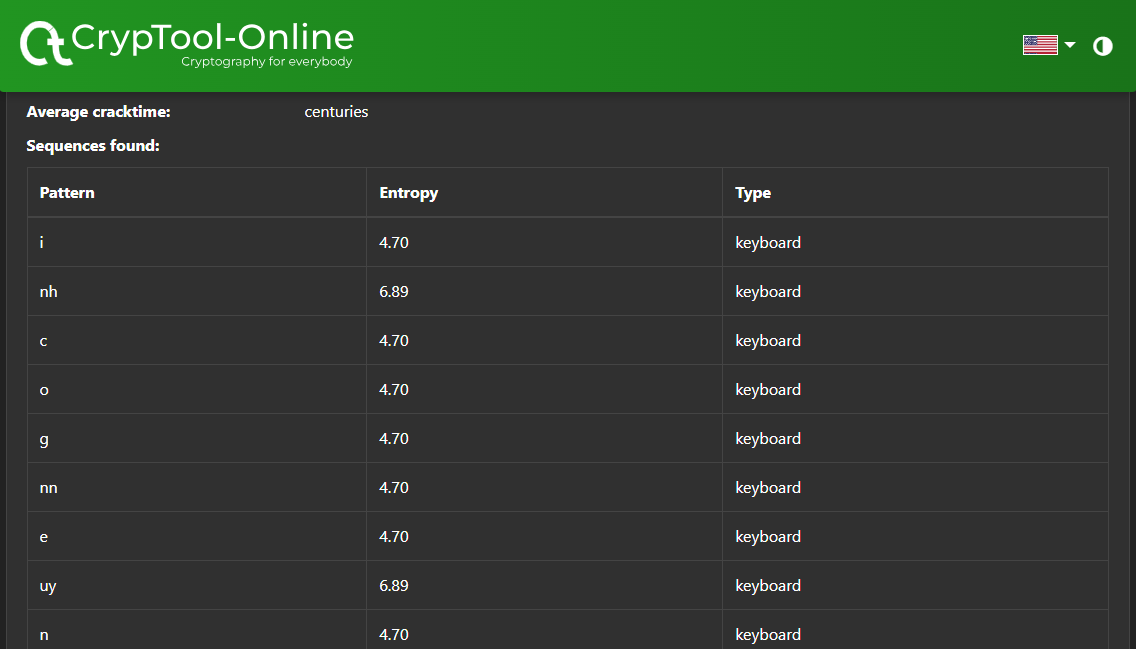 CrypTool-Online
Cryptography for everybody
Average cracktime: centuries
Sequences found:
Pattern Entropy Type
i 4.70 keyboard
nh 6.89 keyboard
c 4.70 keyboard
o 4.70 keyboard
g 4.70 keyboard
nn 4.70 keyboard
e 4.70 keyboard
uy 6.89 keyboard
n 4.70 keyboard